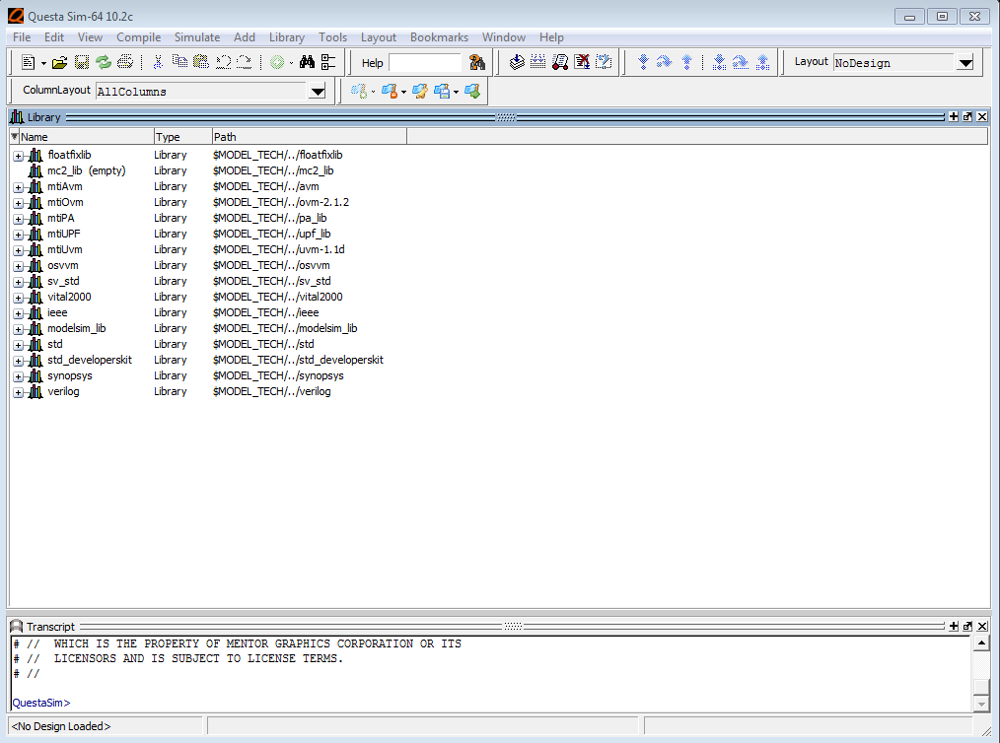 Questa Sim-64 10.2c
File Edit View Compile Simulate Add Library Tools Layout Bookmarks Window Help
Help Layout NoDesign
ColumnLayout AllColumns
Library
Name Type Path
floatfixlib Library $MODEL_TECH/../floatfixlib
mc2_lib (empty) Library $MODEL_TECH/../mc2_lib
mtiAvm Library $MODEL_TECH/../avm
mtiOvm Library $MODEL_TECH/../ovm-2.1.2
mtiPA Library $MODEL_TECH/../pa_lib
mtiUPF Library $MODEL_TECH/../upf_lib
mtiUvm Library $MODEL_TECH/../uvm-1.1d
osvvm Library $MODEL_TECH/../osvvm
sv_std Library $MODEL_TECH/../sv_std
vital2000 Library $MODEL_TECH/../vital2000
ieee Library $MODEL_TECH/../ieee
modelsim_lib Library $MODEL_TECH/../modelsim_lib
std Library $MODEL_TECH/../std
std_developerskit Library $MODEL_TECH/../std_developerskit
synopsys Library $MODEL_TECH/../synopsys
verilog Library $MODEL_TECH/../verilog
Transcript
# // WHICH IS THE PROPERTY OF MENTOR GRAPHICS CORPORATION OR ITS
# // LICENSORS AND IS SUBJECT TO LICENSE TERMS.
# //
QuestaSim>
<No Design Loaded>